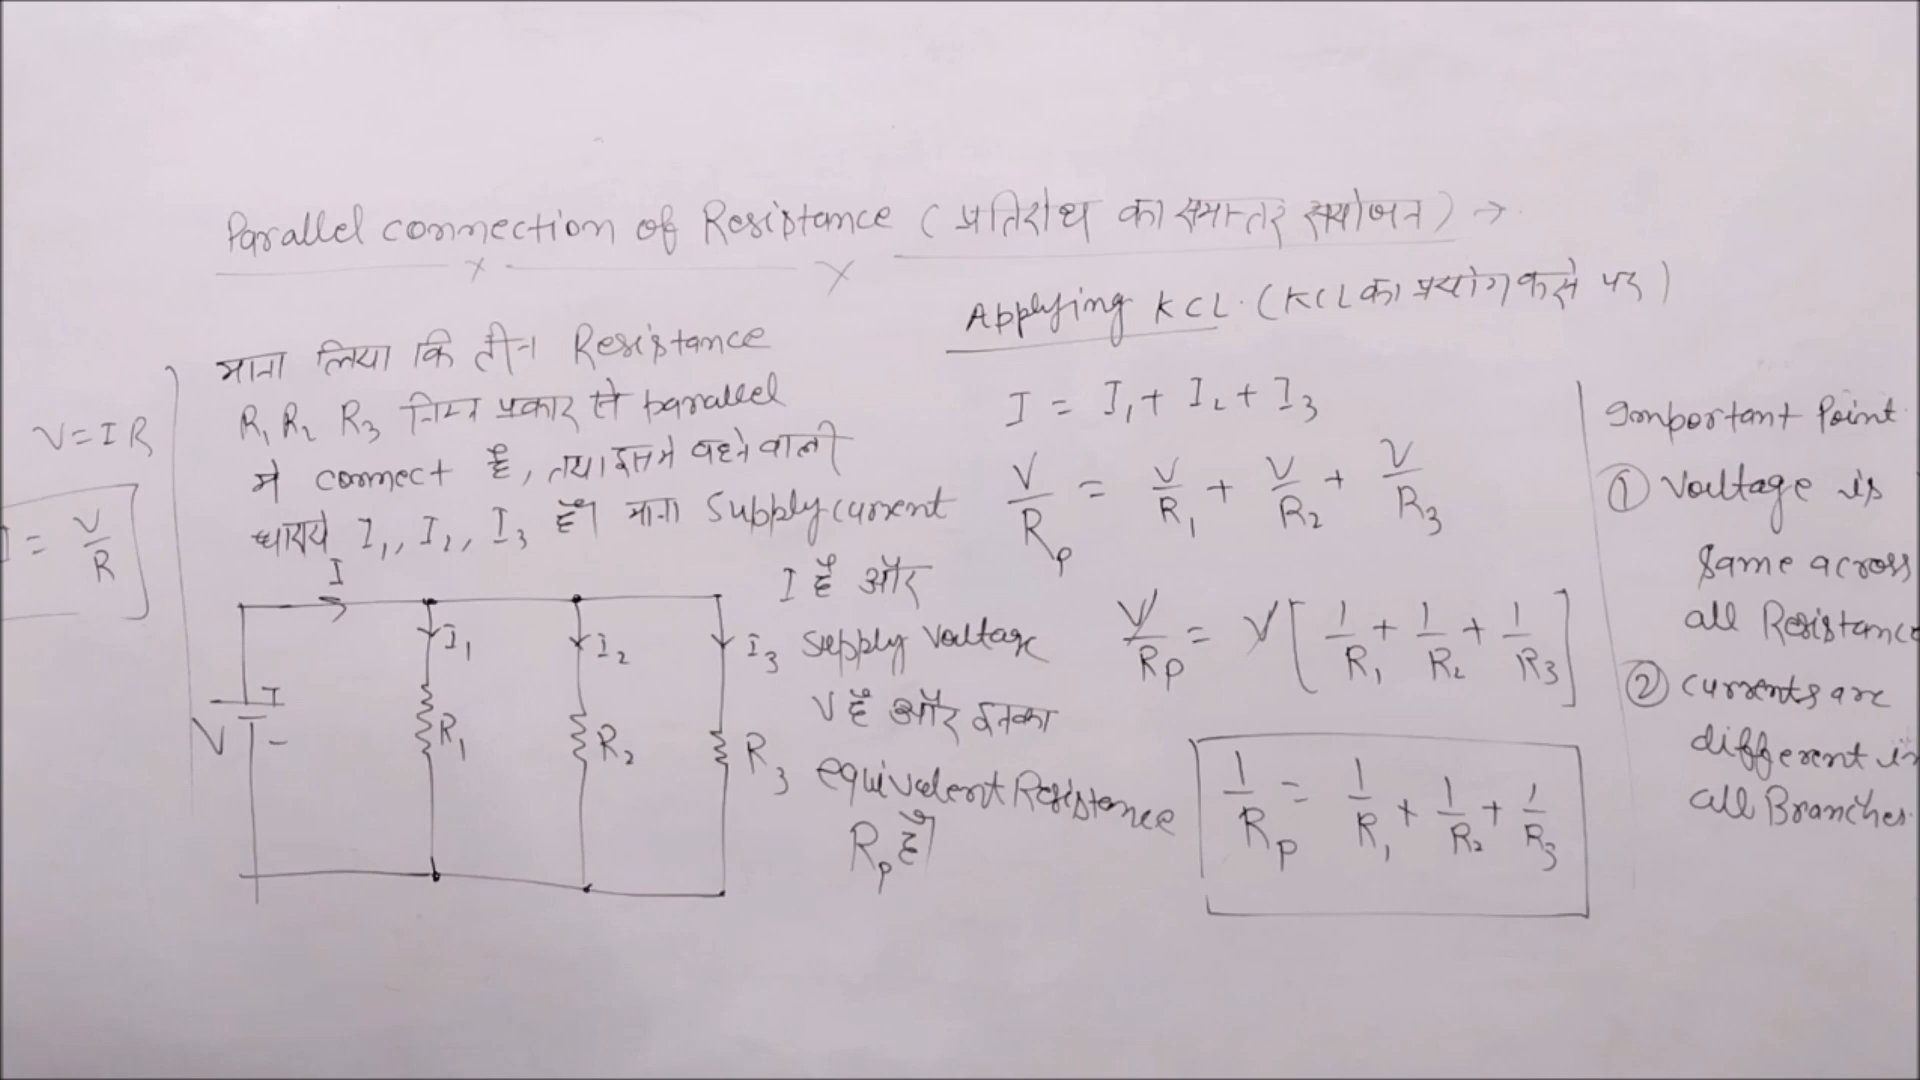 Parallel connection of Resistance (प्रतिरोध का समान्तर संयोजन) →
Applying KCL. (KCL का प्रयोग करने पर)
माना लिया कि तीन Resistance
R₁ R₂ R₃ निम्न प्रकार से parallel
मे connect है, तथा इसमे बहने वाली
धाराये I₁, I₂, I₃ है। माना Supply current
I है और
supply voltage
V है और इनका
equivalent Resistance
Rp है।
V = IR
I = V/R
I
I₁
I₂
I₃
V
I
-
R₁
R₂
R₃
I = I₁ + I₂ + I₃
V/Rp = V/R₁ + V/R₂ + V/R₃
V/Rp = V[1/R₁ + 1/R₂ + 1/R₃]
1/Rp = 1/R₁ + 1/R₂ + 1/R₃
Important Point
① Voltage is
same across
all Resistance
② currents are
different in
all Branches.